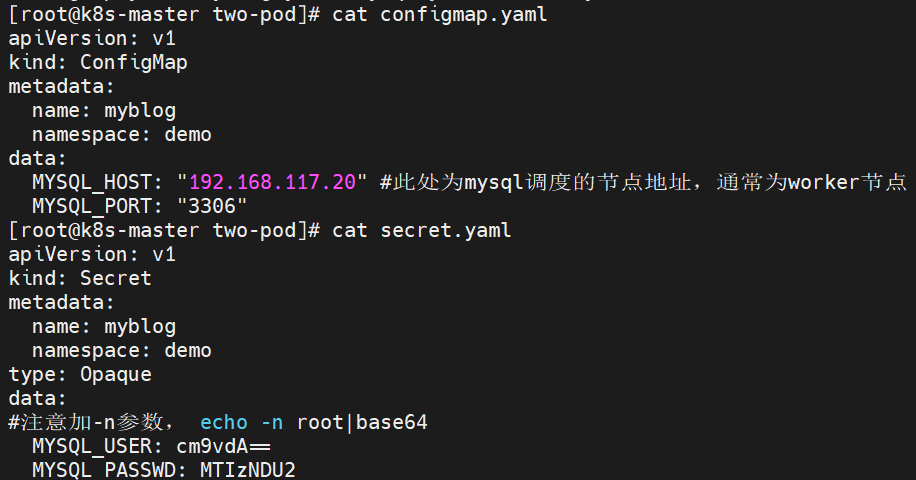 [root@k8s-master two-pod]# cat configmap.yaml
apiVersion: v1
kind: ConfigMap
metadata:
  name: myblog
  namespace: demo
data:
  MYSQL_HOST: "192.168.117.20" #此处为mysql调度的节点地址，通常为worker节点
  MYSQL_PORT: "3306"
[root@k8s-master two-pod]# cat secret.yaml
apiVersion: v1
kind: Secret
metadata:
  name: myblog
  namespace: demo
type: Opaque
data:
#注意加-n参数， echo -n root|base64
  MYSQL_USER: cm9vdA==
  MYSQL_PASSWD: MTIzNDU2